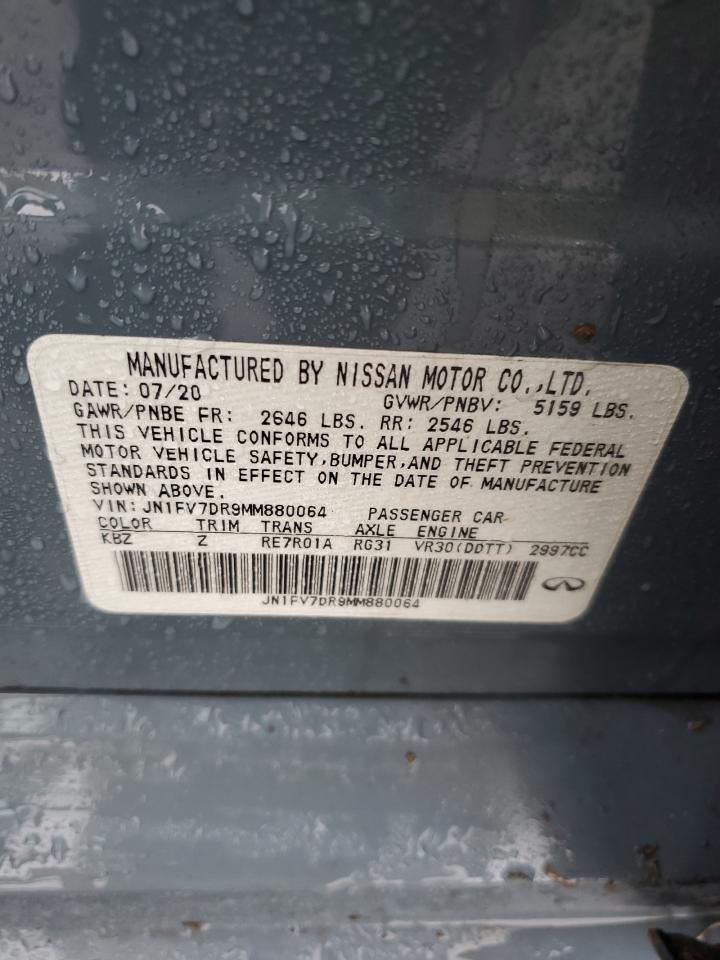 MANUFACTURED BY NISSAN MOTOR CO.,LTD.
DATE: 07/20 GVWR/PNBV: 5159 LBS.
GAWR/PNBE FR: 2646 LBS. RR: 2546 LBS.
THIS VEHICLE CONFORMS TO ALL APPLICABLE FEDERAL
MOTOR VEHICLE SAFETY,BUMPER,AND THEFT PREVENTION
STANDARDS IN EFFECT ON THE DATE OF MANUFACTURE
SHOWN ABOVE.
VIN: JN1FV7DR9MM880064 PASSENGER CAR
COLOR TRIM TRANS AXLE ENGINE
KBZ Z RE7R01A RG31 VR30(DDTT) 2997CC
JN1FV7DR9MM880064